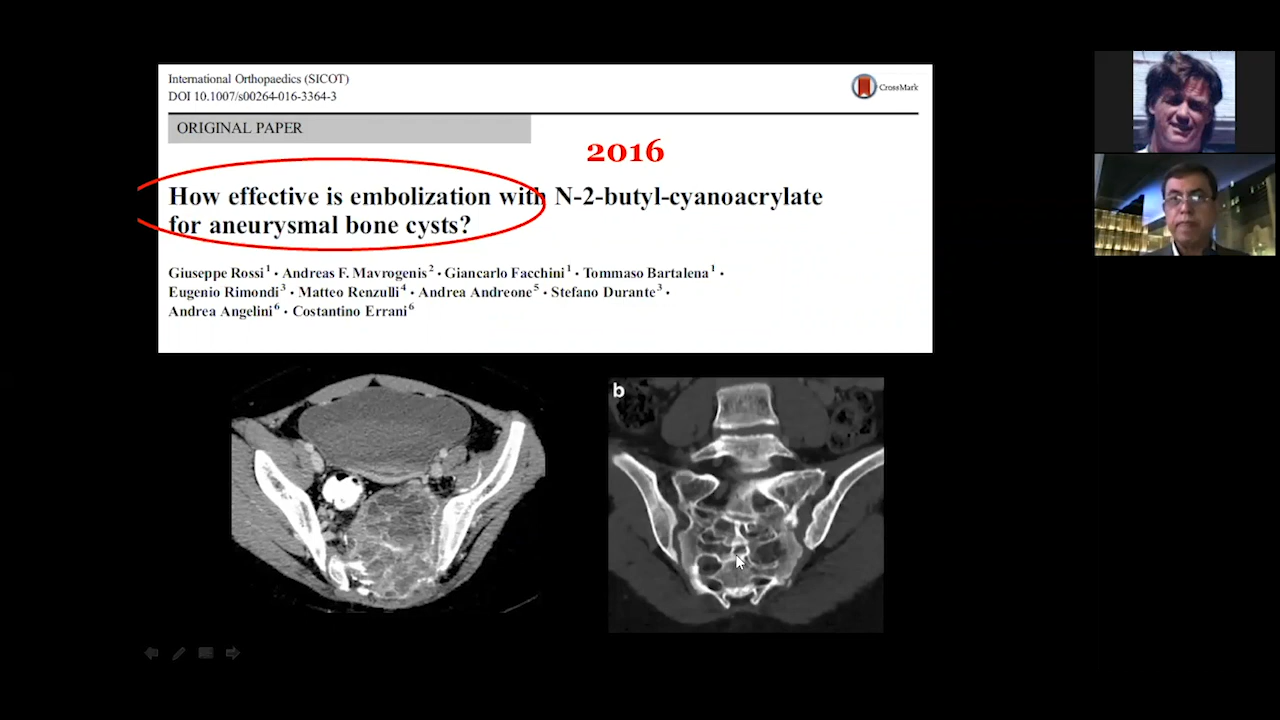 International Orthopaedics (SICOT)
DOI 10.1007/s00264-016-3364-3
CrossMark
ORIGINAL PAPER
2016
How effective is embolization with N-2-butyl-cyanoacrylate
for aneurysmal bone cysts?
Giuseppe Rossi¹ · Andreas F. Mavrogenis² · Giancarlo Facchini¹ · Tommaso Bartalena¹ ·
Eugenio Rimondi³ · Matteo Renzulli⁴ · Andrea Andreone⁵ · Stefano Durante³ ·
Andrea Angelini⁶ · Costantino Errani⁶
b